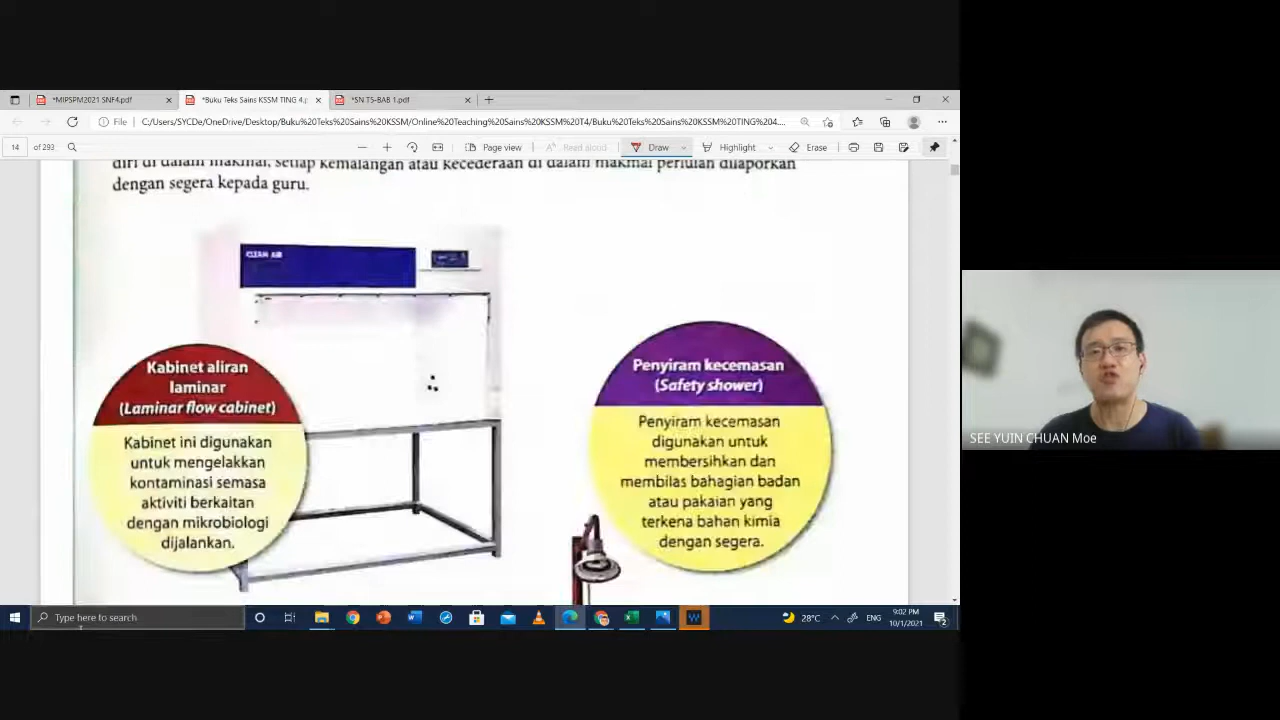 *MIPSPM2021 SNF4.pdf
*Buku Teks Sains KSSM TING 4.p
*SN T5-BAB 1.pdf
File
C:/Users/SYCDe/OneDrive/Desktop/Buku%20Teks%20Sains%20KSSM/Online%20Teaching%20Sains%20KSSM%20T4/Buku%20Teks%20Sains%20KSSM%20TING%204....
14 of 293
Page view
Read aloud
Draw
Highlight
Erase
diri di dalam makmal, setiap kemalangan atau kecederaan di dalam makmal perlulah dilaporkan
dengan segera kepada guru.
CLEAN AIR
Kabinet aliran
laminar
(Laminar flow cabinet)
Kabinet ini digunakan
untuk mengelakkan
kontaminasi semasa
aktiviti berkaitan
dengan mikrobiologi
dijalankan.
Penyiram kecemasan
(Safety shower)
Penyiram kecemasan
digunakan untuk
membersihkan dan
membilas bahagian badan
atau pakaian yang
terkena bahan kimia
dengan segera.
SEE YUIN CHUAN Moe
Type here to search
28°C
ENG
9:02 PM
10/1/2021
2